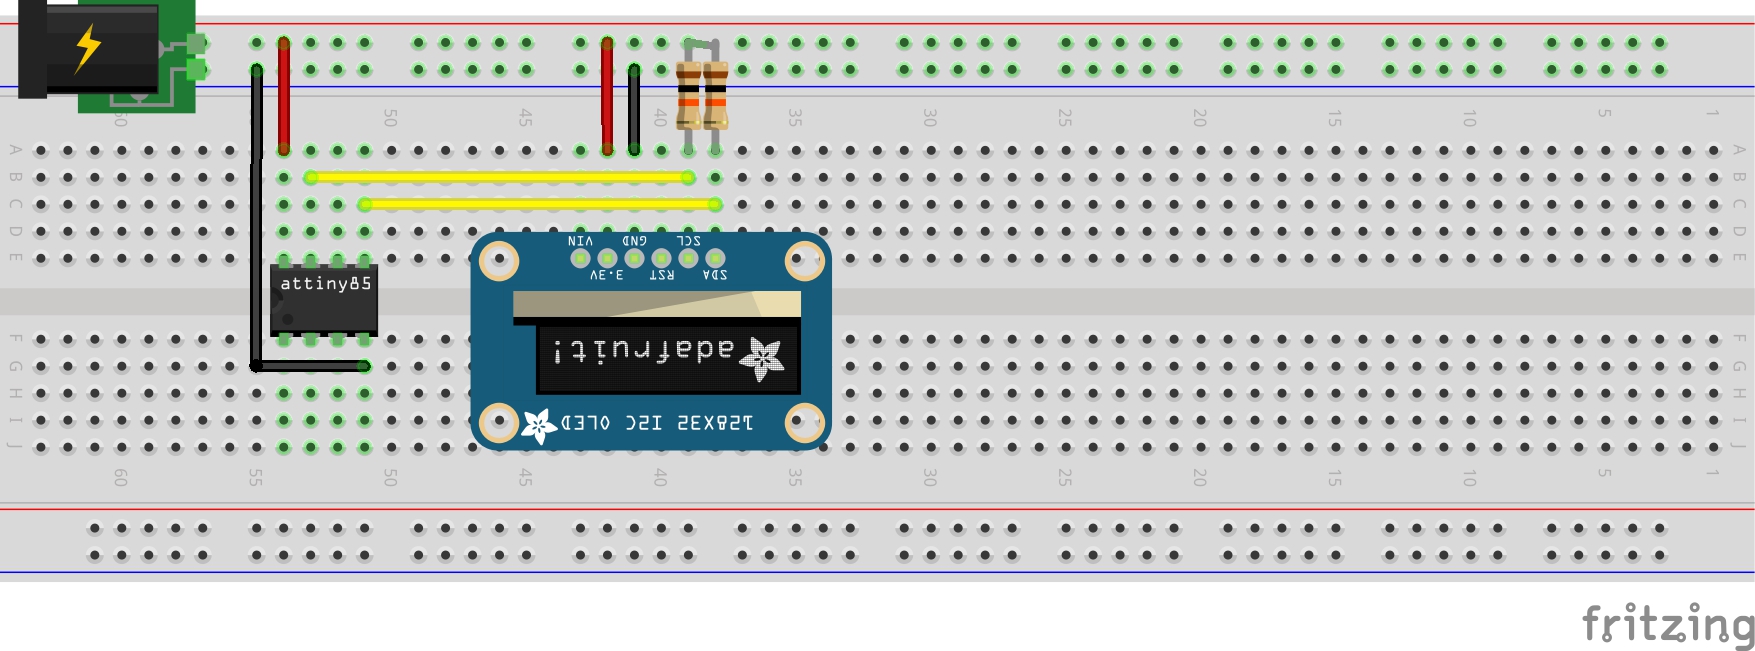 60 55 50 45 40 35 30 25 20 15 10 5 1
A A
B B
C C
D D
E E
VIN GND SCL
3.3V RST SDA
attiny85
adafruit!
128X32 I2C OLED
F F
G G
H H
I I
J J
60 55 50 45 40 35 30 25 20 15 10 5 1
fritzing